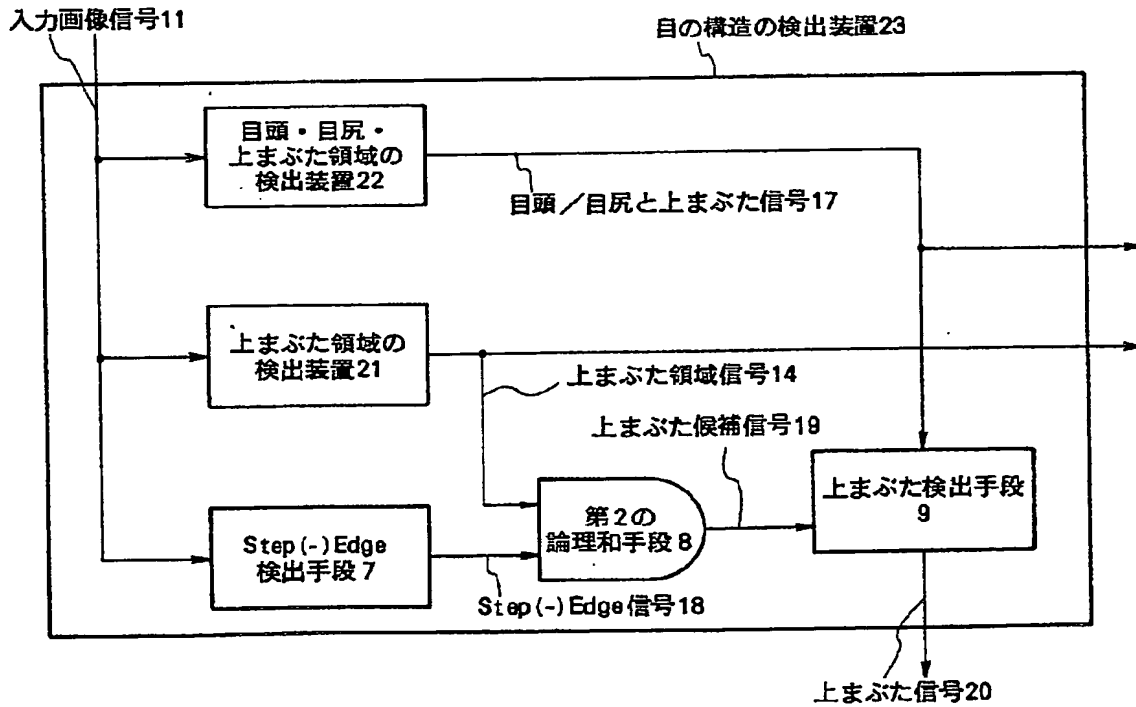 入力画像信号11
目の構造の検出装置23
目頭・目尻・
上まぶた領域の
検出装置22
目頭／目尻と上まぶた信号17
上まぶた領域の
検出装置21
上まぶた領域信号14
上まぶた候補信号19
上まぶた検出手段
9
第2の
論理和手段8
Step(-)Edge
検出手段7
Step(-)Edge信号18
上まぶた信号20